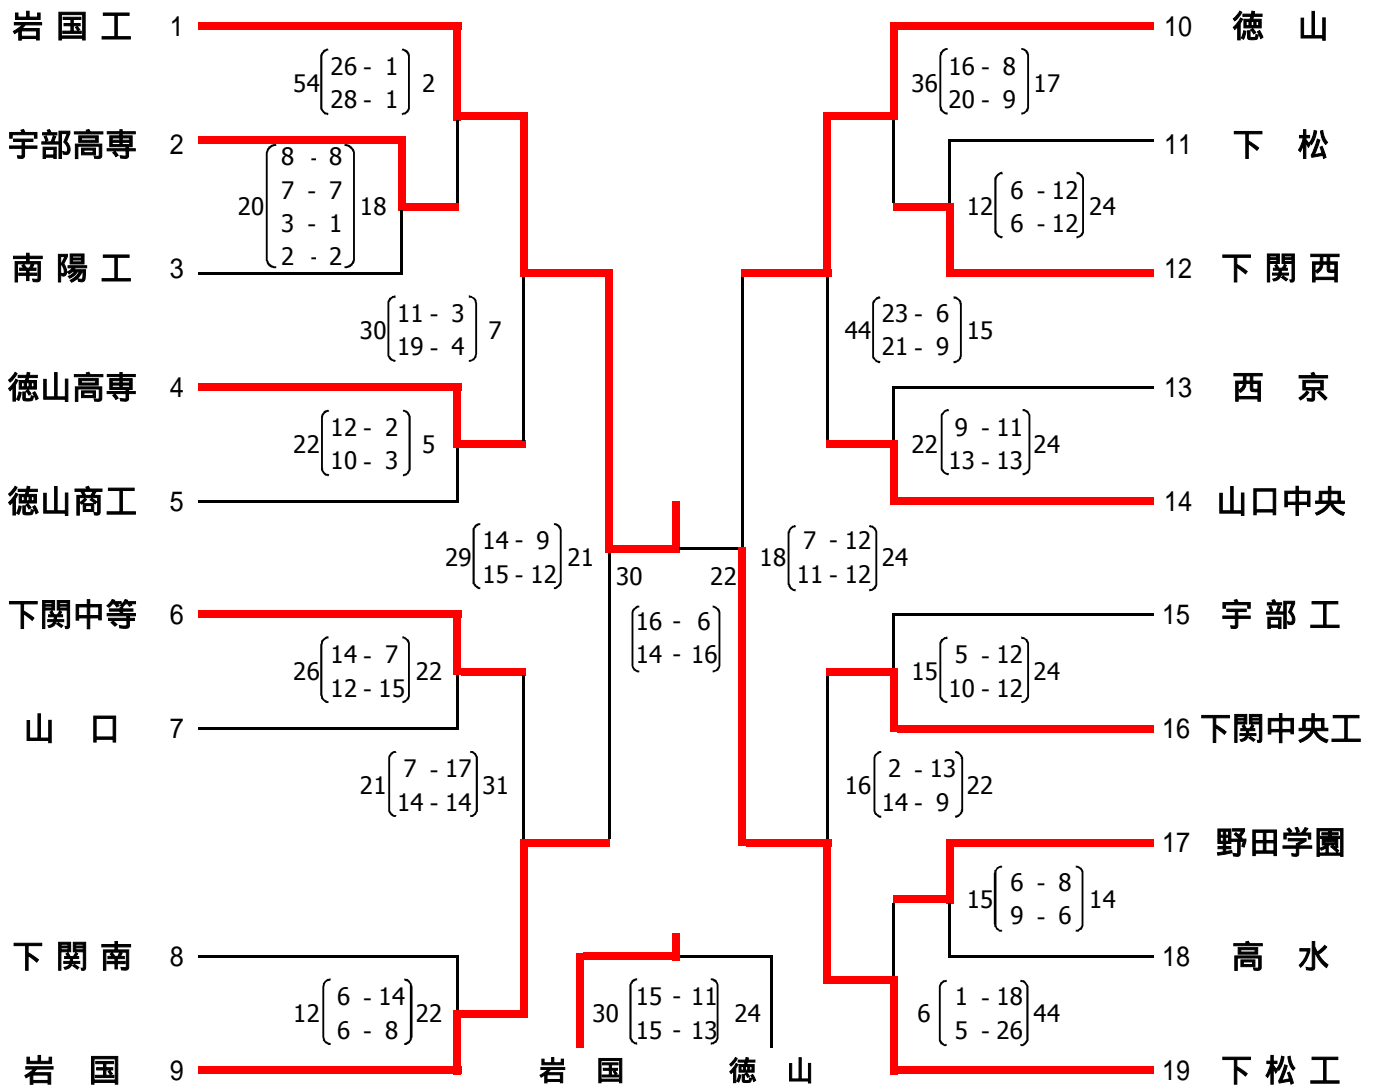 岩国工 1
54 26 - 1 2
28 - 1
宇部高専 2
8 - 8
20 7 - 7 18
3 - 1
2 - 2
南陽工 3
30 11 - 3 7
19 - 4
徳山高専 4
22 12 - 2 5
10 - 3
徳山商工 5
29 14 - 9 21
15 - 12
下関中等 6
26 14 - 7 22
12 - 15
山口 7
21 7 - 17 31
14 - 14
下関南 8
12 6 - 14 22
6 - 8
岩国 9
30 22
16 - 6
14 - 16
30 15 - 11 24
15 - 13
岩国 徳山
10 徳山
36 16 - 8 17
20 - 9
11 下松
12 6 - 12 24
6 - 12
12 下関西
44 23 - 6 15
21 - 9
13 西京
22 9 - 11 24
13 - 13
14 山口中央
18 7 - 12 24
11 - 12
15 宇部工
15 5 - 12 24
10 - 12
16 下関中央工
16 2 - 13 22
14 - 9
17 野田学園
15 6 - 8 14
9 - 6
18 高水
6 1 - 18 44
5 - 26
19 下松工